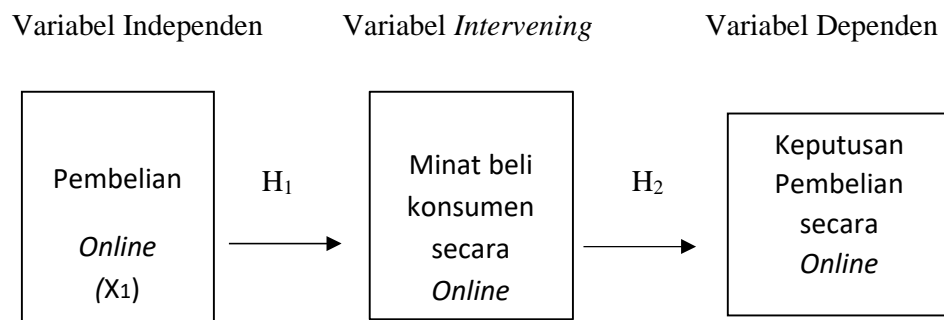 Variabel Independen Variabel Intervening Variabel Dependen
Pembelian
Online
(X1)
H1
Minat beli
konsumen
secara
Online
H2
Keputusan
Pembelian
secara
Online